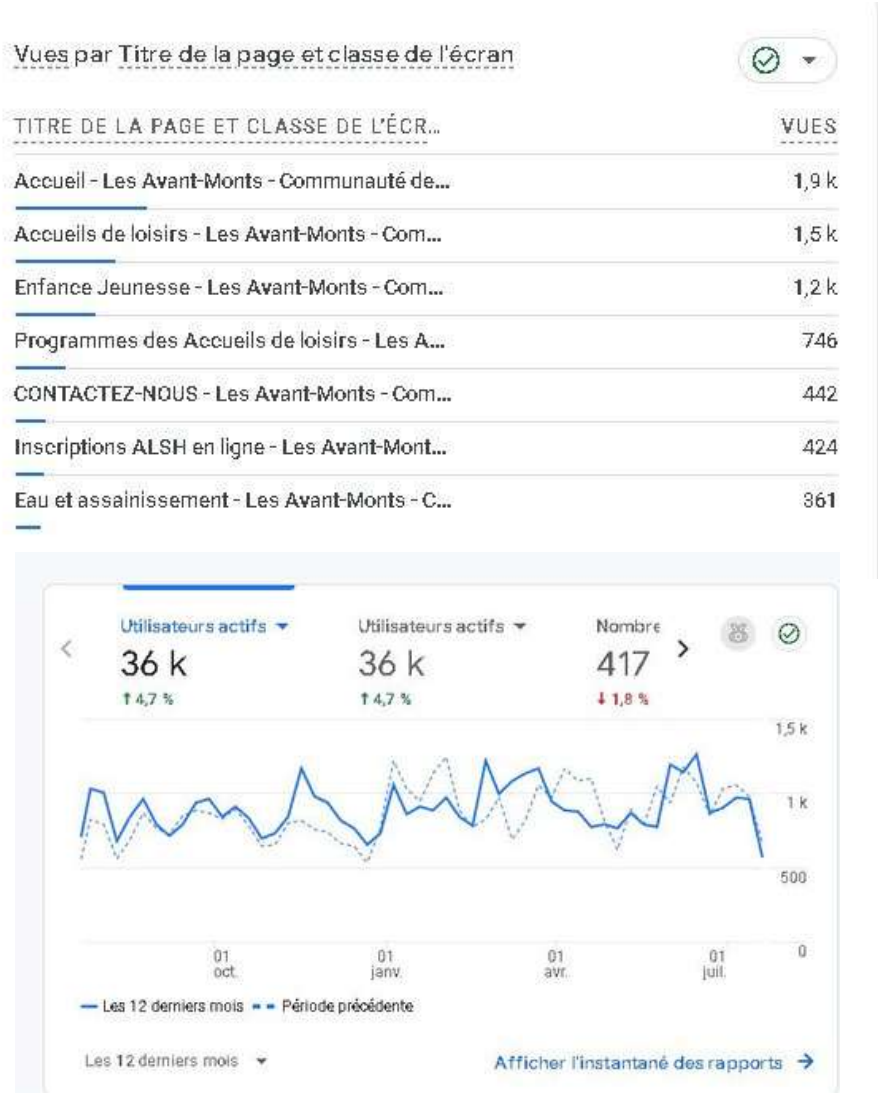 Vues par Titre de la page et classe de l'écran
TITRE DE LA PAGE ET CLASSE DE L'ÉCR... VUES
Accueil - Les Avant-Monts - Communauté de... 1,9 k
Accueils de loisirs - Les Avant-Monts - Com... 1,5 k
Enfance Jeunesse - Les Avant-Monts - Com... 1,2 k
Programmes des Accueils de loisirs - Les A... 746
CONTACTEZ-NOUS - Les Avant-Monts - Com... 442
Inscriptions ALSH en ligne - Les Avant-Mont... 424
Eau et assainissement - Les Avant-Monts - C... 361
Utilisateurs actifs Utilisateurs actifs Nombre
36 k 36 k 417
↑ 4,7 % ↑ 4,7 % ↓ 1,8 %
1,5 k
1 k
500
0
01 01 01 01
oct. janv. avr. juil.
Les 12 derniers mois Période précédente
Les 12 derniers mois Afficher l'instantané des rapports →